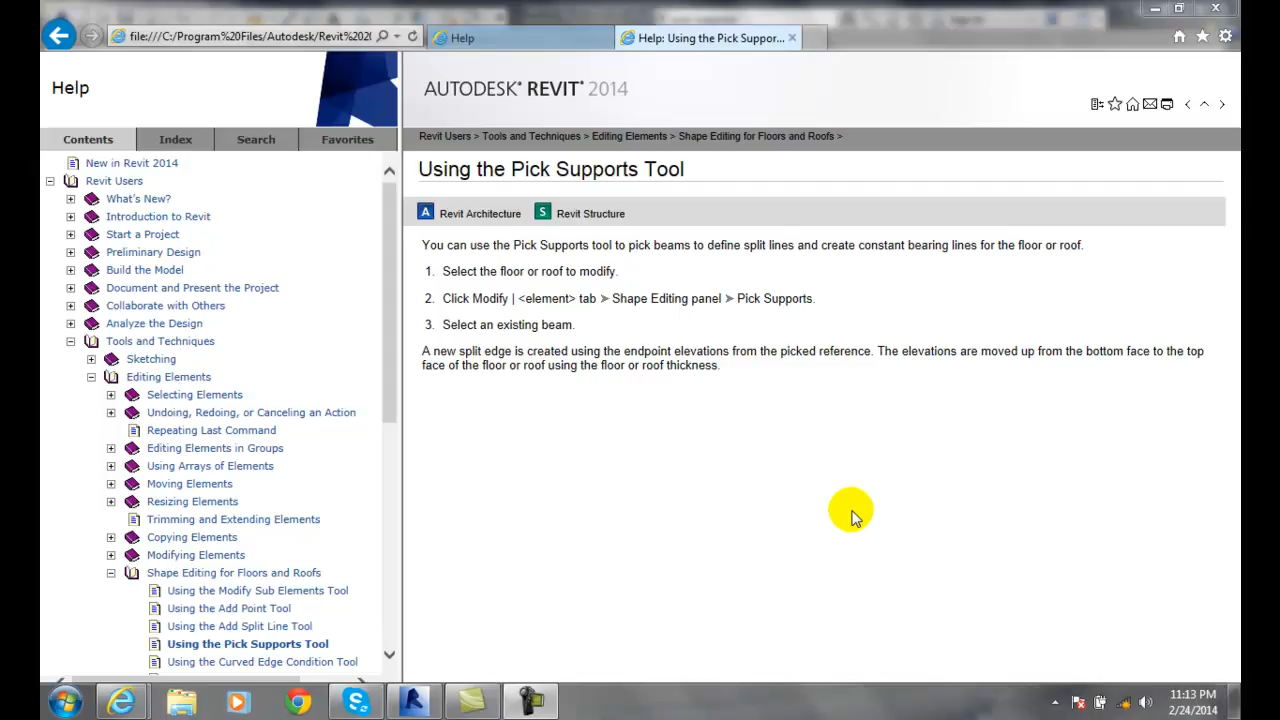 file:///C:/Program%20Files/Autodesk/Revit%202(
Help
Help: Using the Pick Suppor...
Help
AUTODESK® REVIT® 2014
Contents
Index
Search
Favorites
Revit Users > Tools and Techniques > Editing Elements > Shape Editing for Floors and Roofs >
Using the Pick Supports Tool
A Revit Architecture S Revit Structure
You can use the Pick Supports tool to pick beams to define split lines and create constant bearing lines for the floor or roof.
1. Select the floor or roof to modify.
2. Click Modify | <element> tab ➤ Shape Editing panel ➤ Pick Supports.
3. Select an existing beam.
A new split edge is created using the endpoint elevations from the picked reference. The elevations are moved up from the bottom face to the top
face of the floor or roof using the floor or roof thickness.
New in Revit 2014
Revit Users
What's New?
Introduction to Revit
Start a Project
Preliminary Design
Build the Model
Document and Present the Project
Collaborate with Others
Analyze the Design
Tools and Techniques
Sketching
Editing Elements
Selecting Elements
Undoing, Redoing, or Canceling an Action
Repeating Last Command
Editing Elements in Groups
Using Arrays of Elements
Moving Elements
Resizing Elements
Trimming and Extending Elements
Copying Elements
Modifying Elements
Shape Editing for Floors and Roofs
Using the Modify Sub Elements Tool
Using the Add Point Tool
Using the Add Split Line Tool
Using the Pick Supports Tool
Using the Curved Edge Condition Tool
11:13 PM
2/24/2014